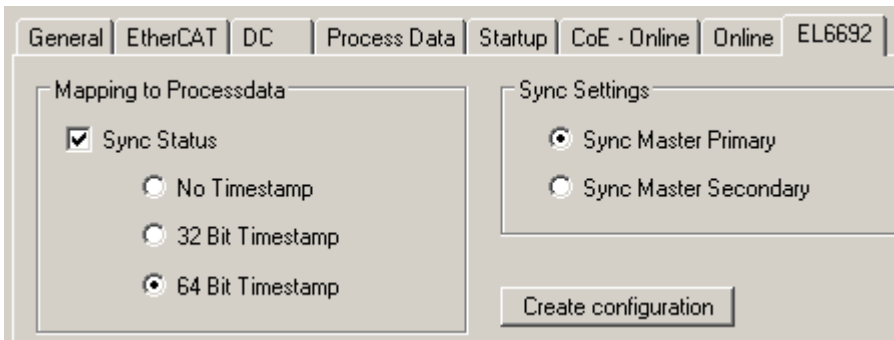 General EtherCAT DC Process Data Startup CoE - Online Online EL6692
Mapping to Processdata
Sync Status
No Timestamp
32 Bit Timestamp
64 Bit Timestamp
Sync Settings
Sync Master Primary
Sync Master Secondary
Create configuration